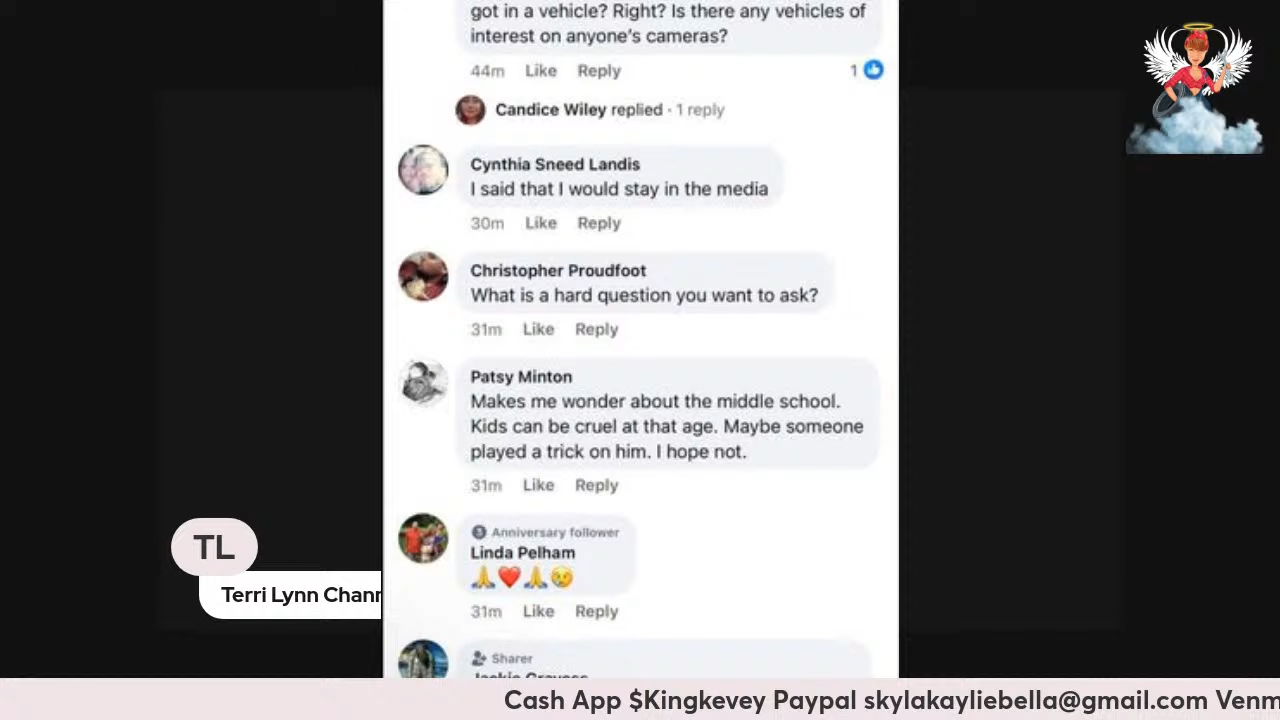 got in a vehicle? Right? Is there any vehicles of
interest on anyone's cameras?
44m Like Reply 1
Candice Wiley replied · 1 reply
Cynthia Sneed Landis
I said that I would stay in the media
30m Like Reply
Christopher Proudfoot
What is a hard question you want to ask?
31m Like Reply
Patsy Minton
Makes me wonder about the middle school.
Kids can be cruel at that age. Maybe someone
played a trick on him. I hope not.
31m Like Reply
Anniversary follower
Linda Pelham
🙏❤️🙏😢
31m Like Reply
Sharer
TL
Terri Lynn Chann
Cash App $Kingkevey Paypal skylakayliebella@gmail.com Venm